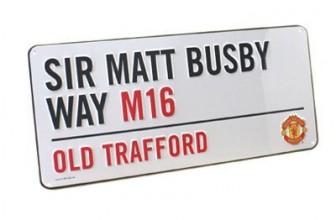 SIR MATT BUSBY
WAY M16
OLD TRAFFORD